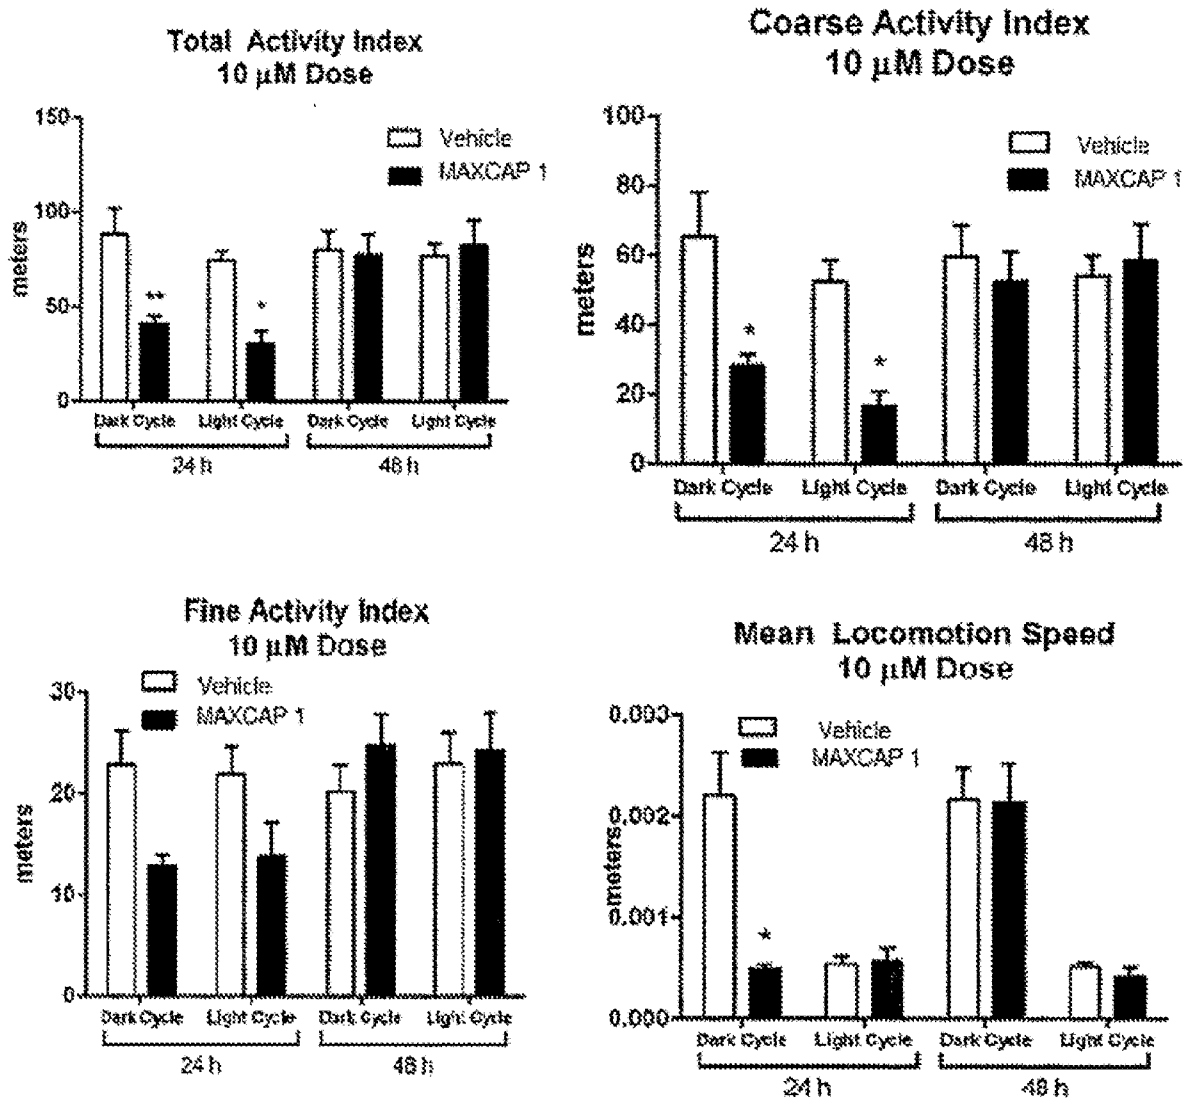 Total Activity Index
10 µM Dose
150
100
50
0
meters
Vehicle
MAXCAP 1
**
*
Dark Cycle Light Cycle Dark Cycle Light Cycle
24 h 48 h
Coarse Activity Index
10 µM Dose
100
80
60
40
20
0
meters
Vehicle
MAXCAP 1
*
*
Dark Cycle Light Cycle Dark Cycle Light Cycle
24 h 48 h
Fine Activity Index
10 µM Dose
30
20
10
0
meters
Vehicle
MAXCAP 1
Dark Cycle Light Cycle Dark Cycle Light Cycle
24 h 48 h
Mean Locomotion Speed
10 µM Dose
0.003
0.002
0.001
0.000
meters
Vehicle
MAXCAP 1
*
Dark Cycle Light Cycle Dark Cycle Light Cycle
24 h 48 h